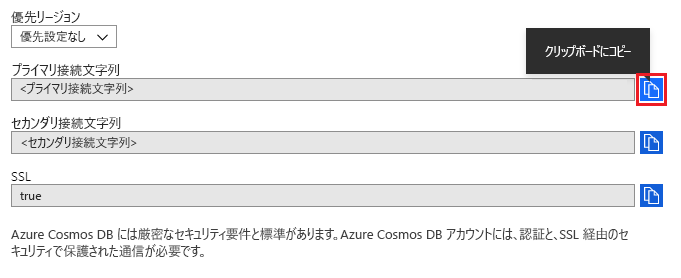 優先リージョン
優先設定なし
クリップボードにコピー
プライマリ接続文字列
<プライマリ接続文字列>
セカンダリ接続文字列
<セカンダリ接続文字列>
SSL
true
Azure Cosmos DB には厳密なセキュリティ要件と標準があります。Azure Cosmos DB アカウントには、認証と、SSL 経由のセ
キュリティで保護された通信が必要です。